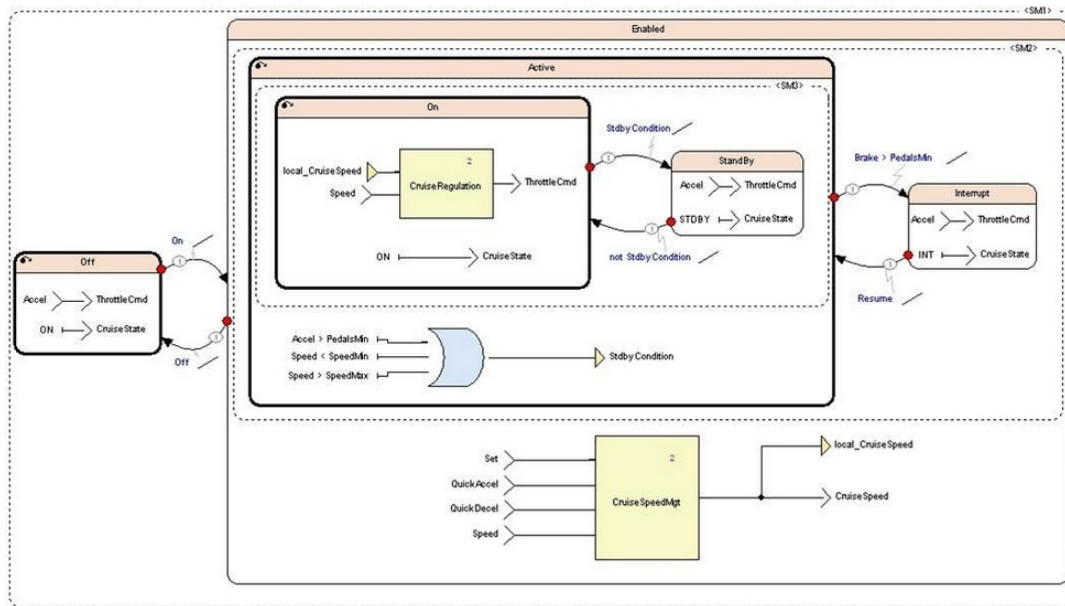 <SM1>
Enabled
<SM2>
Active
<SM3>
On
local_CruiseSpeed
Speed
2
CruiseRegulation
ThrottleCmd
ON
CruiseState
Stdby Condition
StandBy
Accel
ThrottleCmd
STDBY
CruiseState
not Stdby Condition
Brake > PedalsMin
Interrupt
Accel
ThrottleCmd
INT
CruiseState
Resume
On
Off
Accel
ThrottleCmd
ON
CruiseState
Off
Accel > PedalsMin
Speed < SpeedMin
Speed > SpeedMax
Stdby Condition
Set
QuickAccel
QuickDecel
Speed
2
CruiseSpeedMgt
local_CruiseSpeed
CruiseSpeed